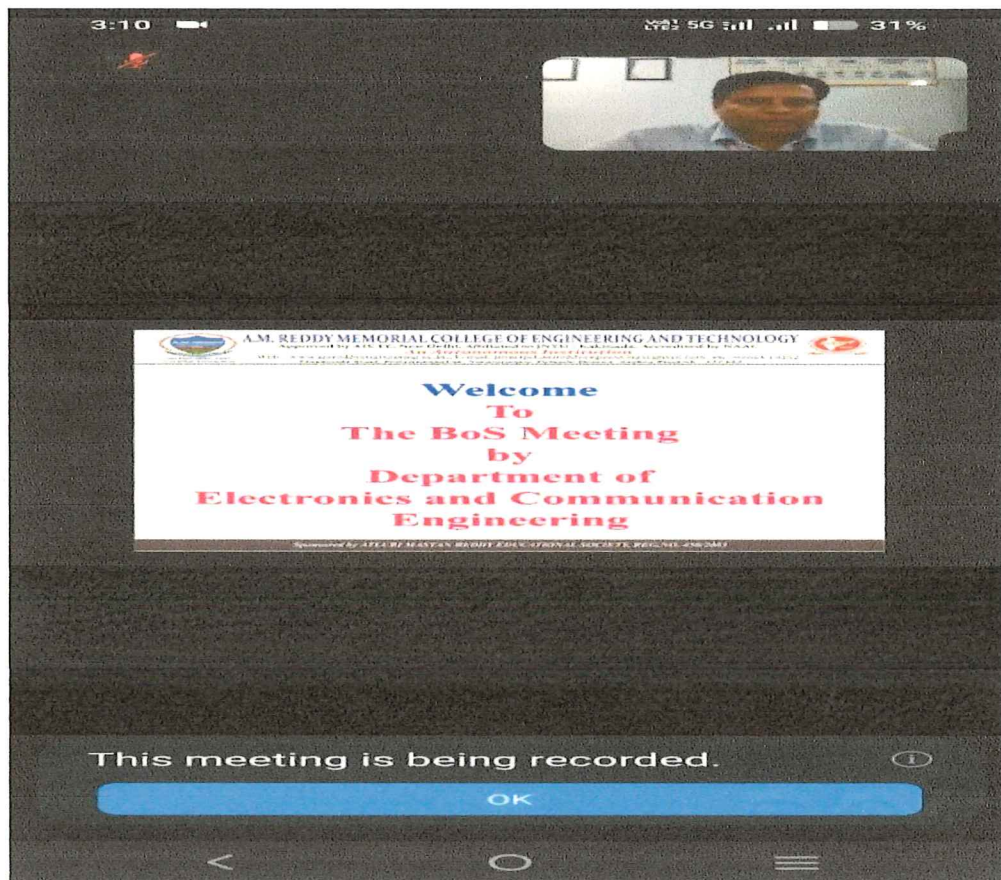 3:10
5G 31%
A.M. REDDY MEMORIAL COLLEGE OF ENGINEERING AND TECHNOLOGY
An Autonomous Institution
Welcome
To
The BoS Meeting
by
Department of
Electronics and Communication
Engineering
This meeting is being recorded.
OK